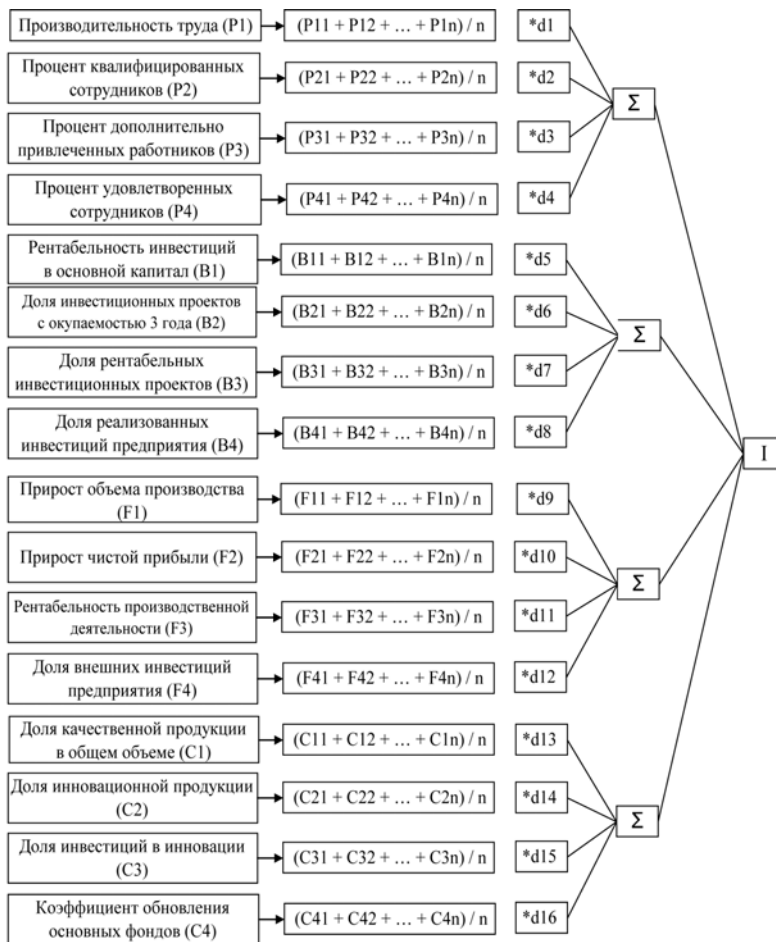 Производительность труда (P1)
(P11 + P12 + … + P1n) / n
*d1
Процент квалифицированных
сотрудников (P2)
(P21 + P22 + … + P2n) / n
*d2
Σ
Процент дополнительно
привлеченных работников (P3)
(P31 + P32 + … + P3n) / n
*d3
Процент удовлетворенных
сотрудников (P4)
(P41 + P42 + … + P4n) / n
*d4
Рентабельность инвестиций
в основной капитал (B1)
(B11 + B12 + … + B1n) / n
*d5
Доля инвестиционных проектов
с окупаемостью 3 года (B2)
(B21 + B22 + … + B2n) / n
*d6
Σ
Доля рентабельных
инвестиционных проектов (B3)
(B31 + B32 + … + B3n) / n
*d7
Доля реализованных
инвестиций предприятия (B4)
(B41 + B42 + … + B4n) / n
*d8
I
Прирост объема производства
(F1)
(F11 + F12 + … + F1n) / n
*d9
Прирост чистой прибыли (F2)
(F21 + F22 + … + F2n) / n
*d10
Σ
Рентабельность производственной
деятельности (F3)
(F31 + F32 + … + F3n) / n
*d11
Доля внешних инвестиций
предприятия (F4)
(F41 + F42 + … + F4n) / n
*d12
Доля качественной продукции
в общем объеме (C1)
(C11 + C12 + … + C1n) / n
*d13
Доля инновационной продукции
(C2)
(C21 + C22 + … + C2n) / n
*d14
Σ
Доля инвестиций в инновации
(C3)
(C31 + C32 + … + C3n) / n
*d15
Коэффициент обновления
основных фондов (C4)
(C41 + C42 + … + C4n) / n
*d16